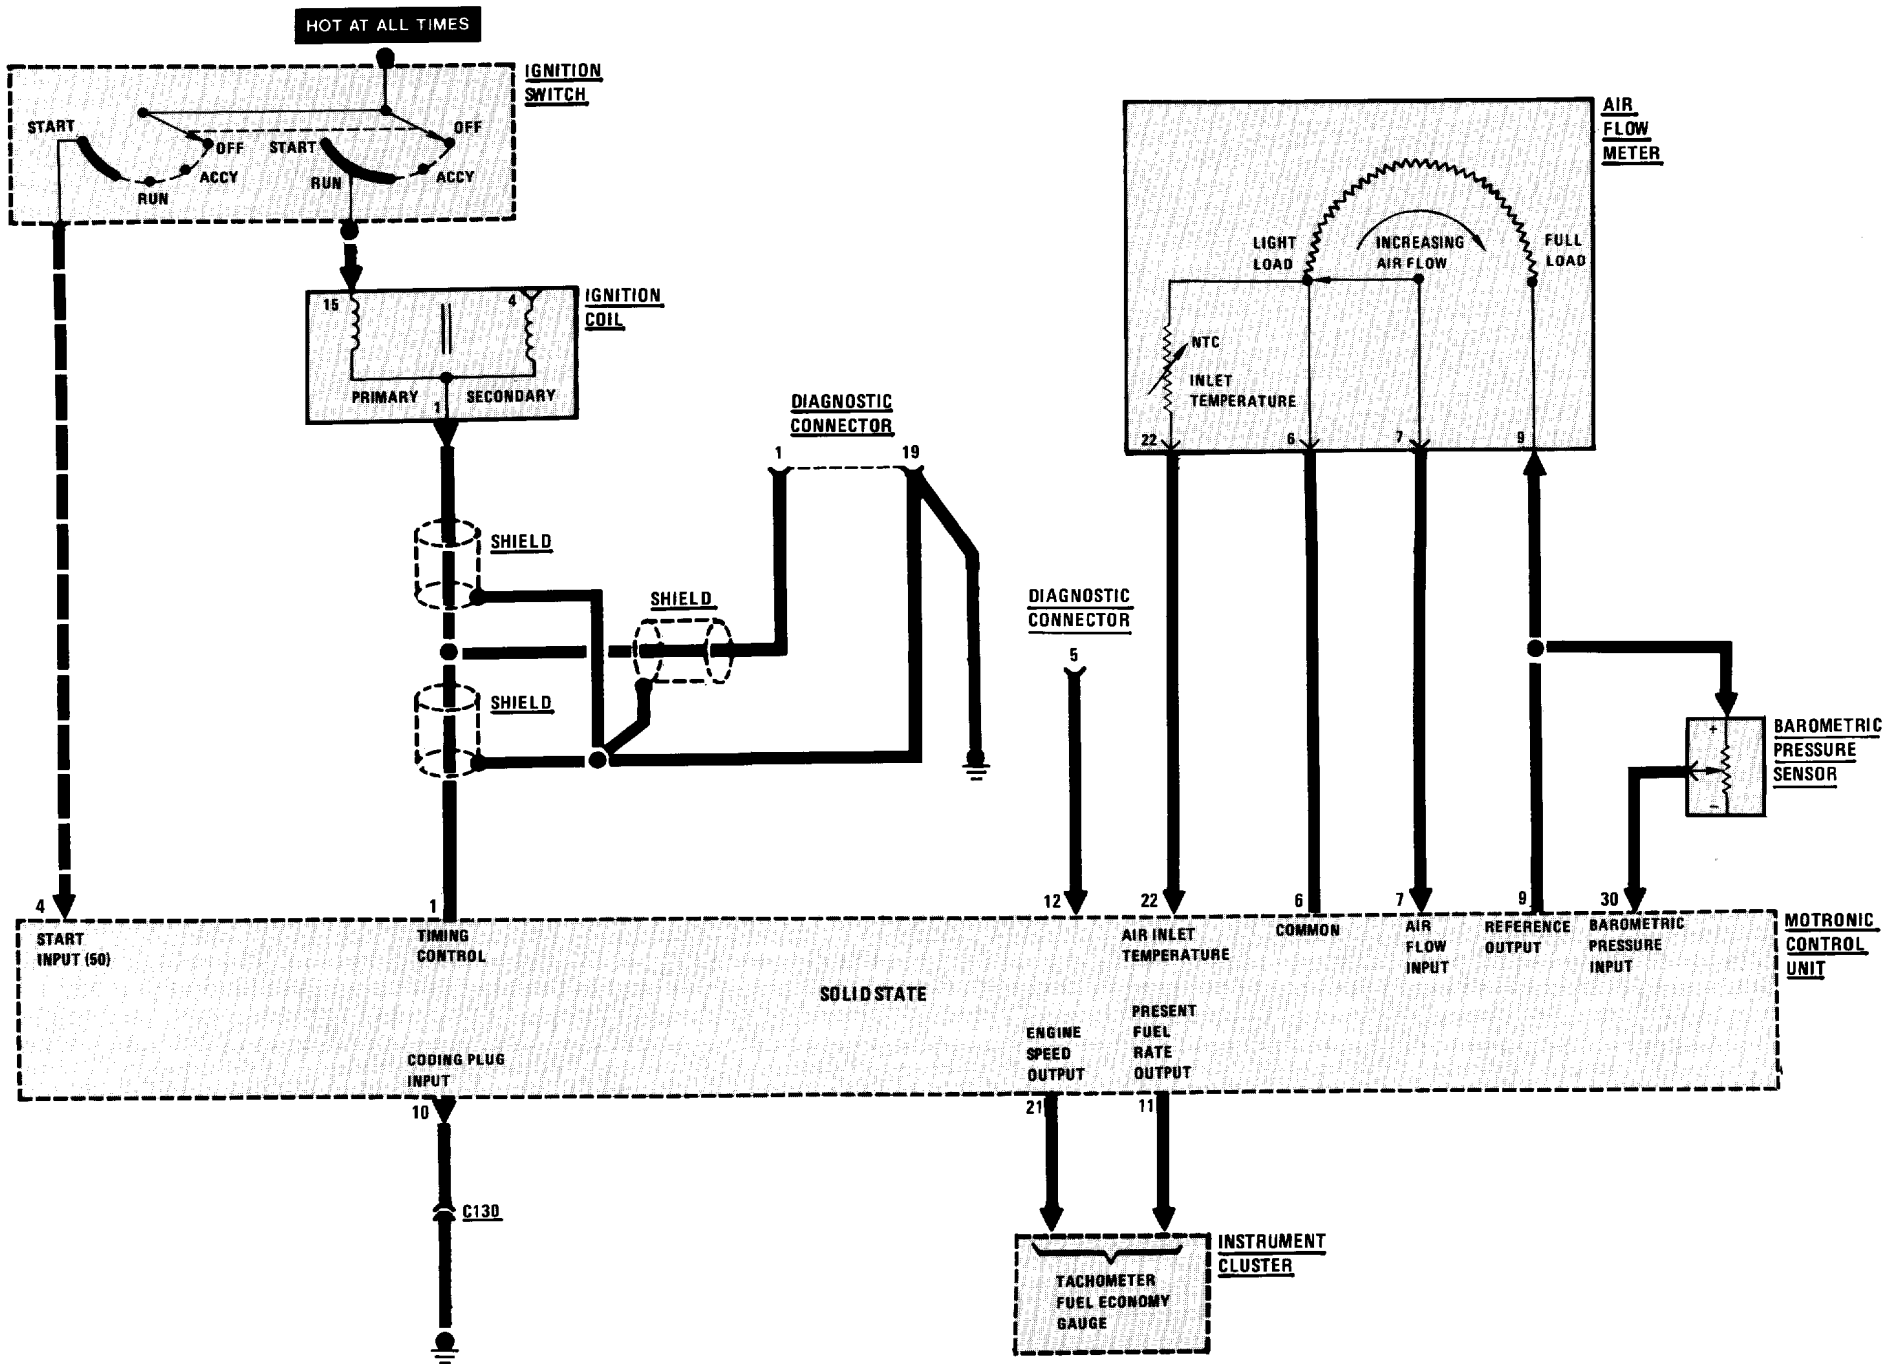 HOT AT ALL TIMES
IGNITION
SWITCH
START
OFF
ACCY
RUN
START
OFF
RUN
ACCY
15
4
IGNITION
COIL
PRIMARY
SECONDARY
1
AIR
FLOW
METER
LIGHT
LOAD
INCREASING
AIR FLOW
FULL
LOAD
NTC
INLET
TEMPERATURE
22
6
7
9
DIAGNOSTIC
CONNECTOR
1
19
SHIELD
SHIELD
SHIELD
DIAGNOSTIC
CONNECTOR
5
BAROMETRIC
PRESSURE
SENSOR
+
−
4
1
12
22
6
7
9
30
START
INPUT (50)
TIMING
CONTROL
AIR INLET
TEMPERATURE
COMMON
AIR
FLOW
INPUT
REFERENCE
OUTPUT
BAROMETRIC
PRESSURE
INPUT
MOTRONIC
CONTROL
UNIT
SOLID STATE
CODING PLUG
INPUT
ENGINE
SPEED
OUTPUT
PRESENT
FUEL
RATE
OUTPUT
10
21
11
C130
INSTRUMENT
CLUSTER
TACHOMETER
FUEL ECONOMY
GAUGE